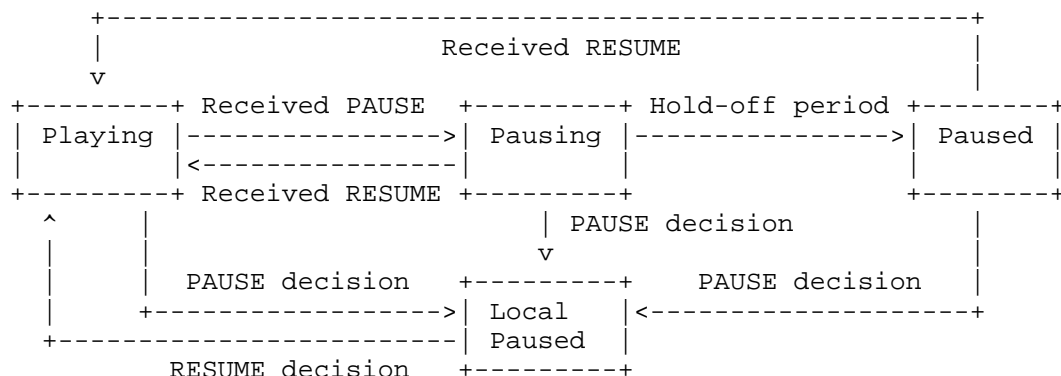 Received RESUME
Received PAUSE Hold-off period
Playing Pausing Paused
Received RESUME
PAUSE decision
PAUSE decision PAUSE decision
Local
Paused
RESUME decision